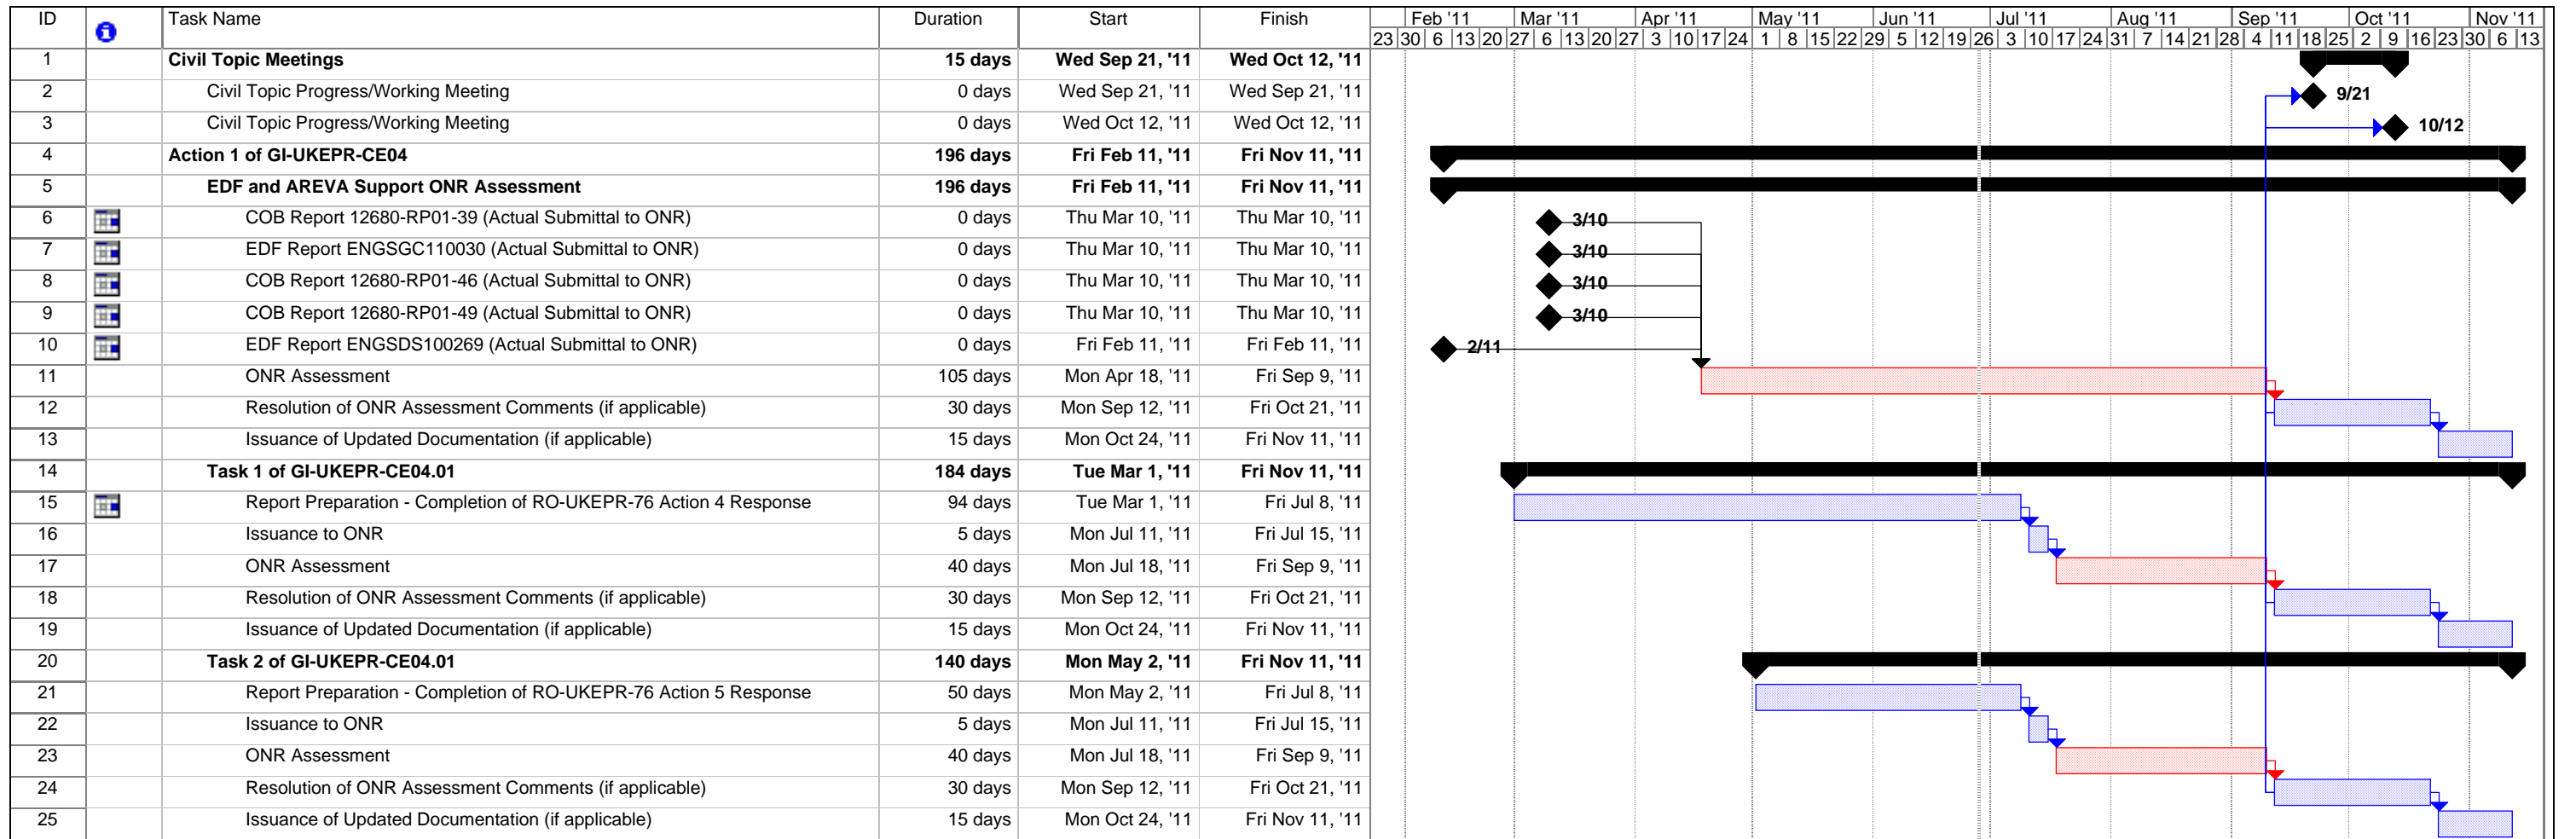 ID Task Name Duration Start Finish Feb '11 Mar '11 Apr '11 May '11 Jun '11 Jul '11 Aug '11 Sep '11 Oct '11 Nov '11
23 30 6 13 20 27 6 13 20 27 3 10 17 24 1 8 15 22 29 5 12 19 26 3 10 17 24 31 7 14 21 28 4 11 18 25 2 9 16 23 30 6 13
1 Civil Topic Meetings 15 days Wed Sep 21, '11 Wed Oct 12, '11
2 Civil Topic Progress/Working Meeting 0 days Wed Sep 21, '11 Wed Sep 21, '11 9/21
3 Civil Topic Progress/Working Meeting 0 days Wed Oct 12, '11 Wed Oct 12, '11 10/12
4 Action 1 of GI-UKEPR-CE04 196 days Fri Feb 11, '11 Fri Nov 11, '11
5 EDF and AREVA Support ONR Assessment 196 days Fri Feb 11, '11 Fri Nov 11, '11
6 COB Report 12680-RP01-39 (Actual Submittal to ONR) 0 days Thu Mar 10, '11 Thu Mar 10, '11 3/10
7 EDF Report ENGSGC110030 (Actual Submittal to ONR) 0 days Thu Mar 10, '11 Thu Mar 10, '11 3/10
8 COB Report 12680-RP01-46 (Actual Submittal to ONR) 0 days Thu Mar 10, '11 Thu Mar 10, '11 3/10
9 COB Report 12680-RP01-49 (Actual Submittal to ONR) 0 days Thu Mar 10, '11 Thu Mar 10, '11 3/10
10 EDF Report ENGSDS100269 (Actual Submittal to ONR) 0 days Fri Feb 11, '11 Fri Feb 11, '11 2/11
11 ONR Assessment 105 days Mon Apr 18, '11 Fri Sep 9, '11
12 Resolution of ONR Assessment Comments (if applicable) 30 days Mon Sep 12, '11 Fri Oct 21, '11
13 Issuance of Updated Documentation (if applicable) 15 days Mon Oct 24, '11 Fri Nov 11, '11
14 Task 1 of GI-UKEPR-CE04.01 184 days Tue Mar 1, '11 Fri Nov 11, '11
15 Report Preparation - Completion of RO-UKEPR-76 Action 4 Response 94 days Tue Mar 1, '11 Fri Jul 8, '11
16 Issuance to ONR 5 days Mon Jul 11, '11 Fri Jul 15, '11
17 ONR Assessment 40 days Mon Jul 18, '11 Fri Sep 9, '11
18 Resolution of ONR Assessment Comments (if applicable) 30 days Mon Sep 12, '11 Fri Oct 21, '11
19 Issuance of Updated Documentation (if applicable) 15 days Mon Oct 24, '11 Fri Nov 11, '11
20 Task 2 of GI-UKEPR-CE04.01 140 days Mon May 2, '11 Fri Nov 11, '11
21 Report Preparation - Completion of RO-UKEPR-76 Action 5 Response 50 days Mon May 2, '11 Fri Jul 8, '11
22 Issuance to ONR 5 days Mon Jul 11, '11 Fri Jul 15, '11
23 ONR Assessment 40 days Mon Jul 18, '11 Fri Sep 9, '11
24 Resolution of ONR Assessment Comments (if applicable) 30 days Mon Sep 12, '11 Fri Oct 21, '11
25 Issuance of Updated Documentation (if applicable) 15 days Mon Oct 24, '11 Fri Nov 11, '11